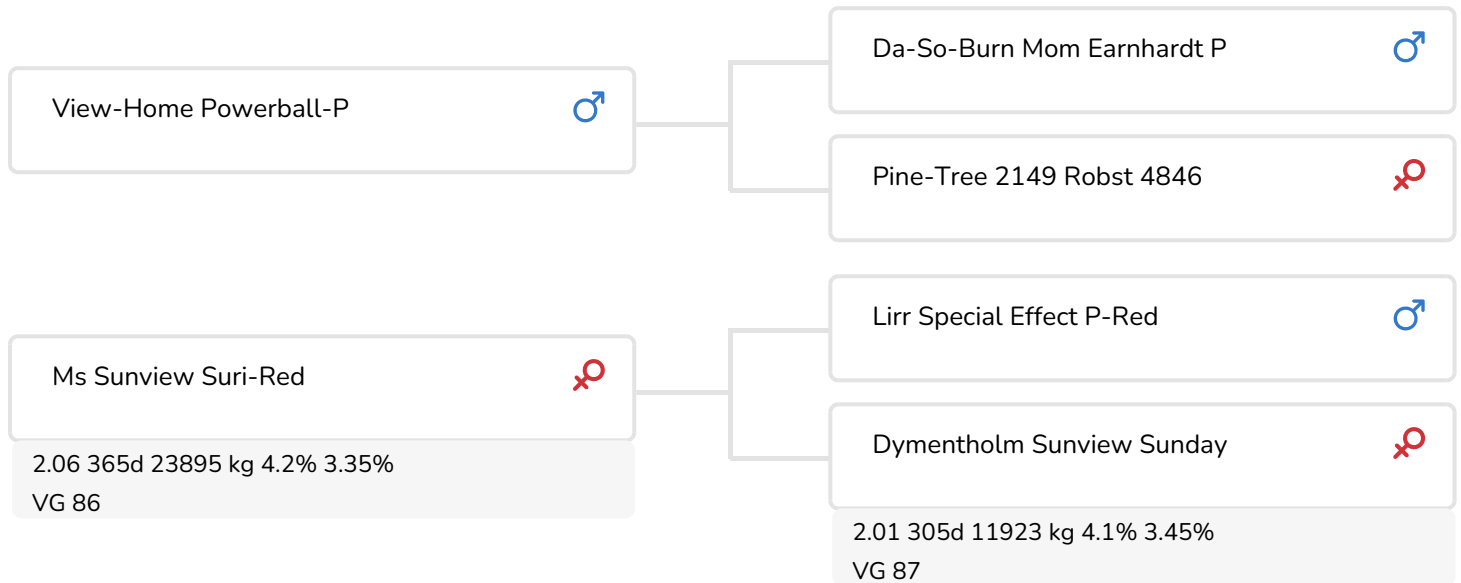 Da-So-Burn Mom Earnhardt P
View-Home Powerball-P
Pine-Tree 2149 Robst 4846
Lirr Special Effect P-Red
Ms Sunview Suri-Red
2.06 365d 23895 kg 4.2% 3.35%
VG 86
Dymentholm Sunview Sunday
2.01 305d 11923 kg 4.1% 3.45%
VG 87